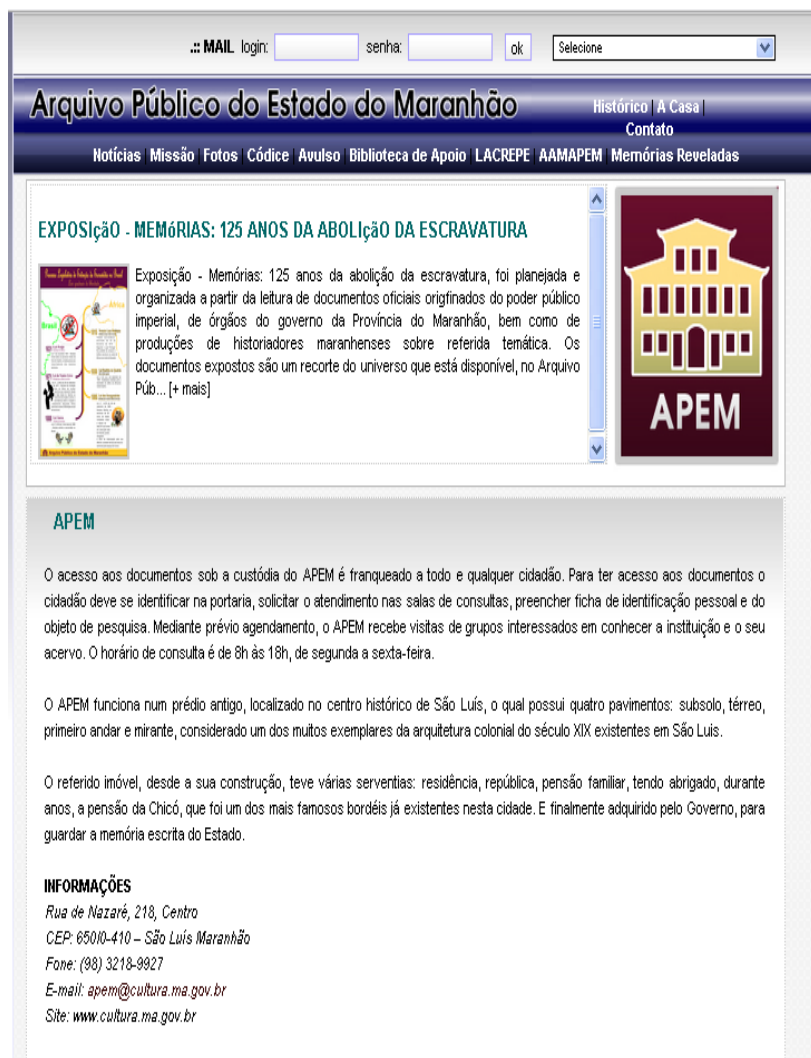 .:: MAIL login: senha: ok Selecione
Arquivo Público do Estado do Maranhão
Histórico | A Casa |
Contato
Notícias | Missão | Fotos | Códice | Avulso | Biblioteca de Apoio | LACREPE | AAMAPEM | Memórias Reveladas
EXPOSIçãO - MEMóRIAS: 125 ANOS DA ABOLIçãO DA ESCRAVATURA
Exposição - Memórias: 125 anos da abolição da escravatura, foi planejada e
organizada a partir da leitura de documentos oficiais origfinados do poder público
imperial, de órgãos do governo da Província do Maranhão, bem como de
produções de historiadores maranhenses sobre referida temática. Os
documentos expostos são um recorte do universo que está disponível, no Arquivo
Púb... [+ mais]
Brasil
África
Arquivo Público do Estado do Maranhão
APEM
APEM
O acesso aos documentos sob a custódia do APEM é franqueado a todo e qualquer cidadão. Para ter acesso aos documentos o
cidadão deve se identificar na portaria, solicitar o atendimento nas salas de consultas, preencher ficha de identificação pessoal e do
objeto de pesquisa. Mediante prévio agendamento, o APEM recebe visitas de grupos interessados em conhecer a instituição e o seu
acervo. O horário de consulta é de 8h às 18h, de segunda a sexta-feira.
O APEM funciona num prédio antigo, localizado no centro histórico de São Luís, o qual possui quatro pavimentos: subsolo, térreo,
primeiro andar e mirante, considerado um dos muitos exemplares da arquitetura colonial do século XIX existentes em São Luis.
O referido imóvel, desde a sua construção, teve várias serventias: residência, república, pensão familiar, tendo abrigado, durante
anos, a pensão da Chicó, que foi um dos mais famosos bordéis já existentes nesta cidade. E finalmente adquirido pelo Governo, para
guardar a memória escrita do Estado.
INFORMAÇÕES
Rua de Nazaré, 218, Centro
CEP: 650l0-410 – São Luís Maranhão
Fone: (98) 3218-9927
E-mail: apem@cultura.ma.gov.br
Site: www.cultura.ma.gov.br